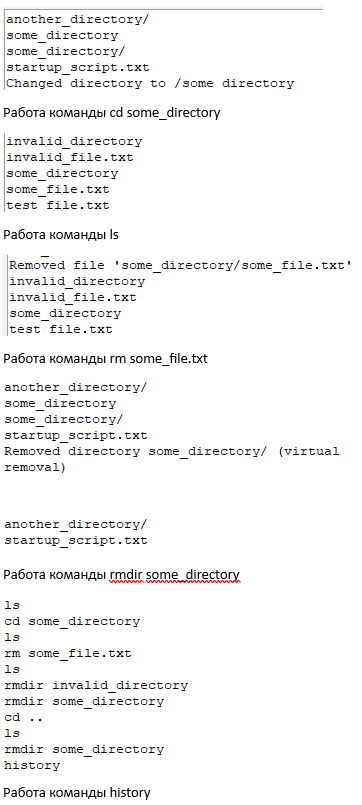 another_directory/
some_directory
some_directory/
startup_script.txt
Changed directory to /some directory
Работа команды cd some_directory
invalid_directory
invalid_file.txt
some_directory
some_file.txt
test file.txt
Работа команды ls
Removed file 'some_directory/some_file.txt'
invalid_directory
invalid_file.txt
some_directory
test file.txt
Работа команды rm some_file.txt
another_directory/
some_directory
some_directory/
startup_script.txt
Removed directory some_directory/ (virtual
removal)
another_directory/
startup_script.txt
Работа команды rmdir some_directory
ls
cd some_directory
ls
rm some_file.txt
ls
rmdir invalid_directory
rmdir some_directory
cd ..
ls
rmdir some_directory
history
Работа команды history